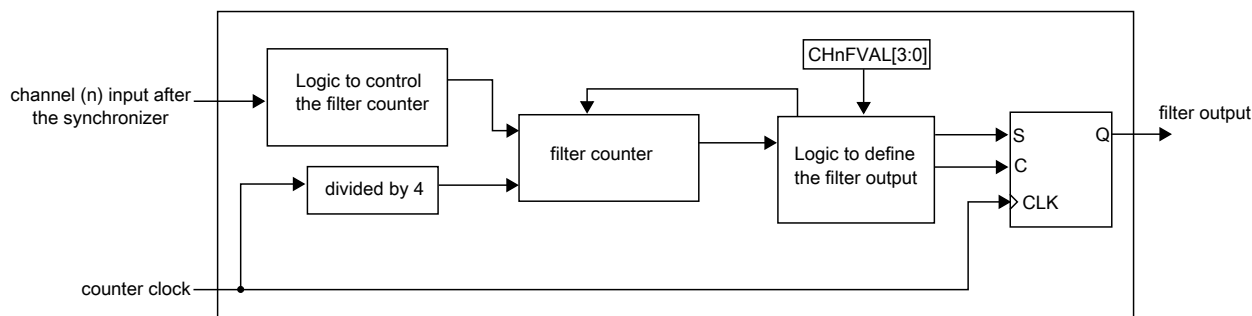 CHnFVAL[3:0]
Logic to control
the filter counter
channel (n) input after
the synchronizer
filter output
S
Q
filter counter
Logic to define
the filter output
C
divided by 4
CLK
counter clock